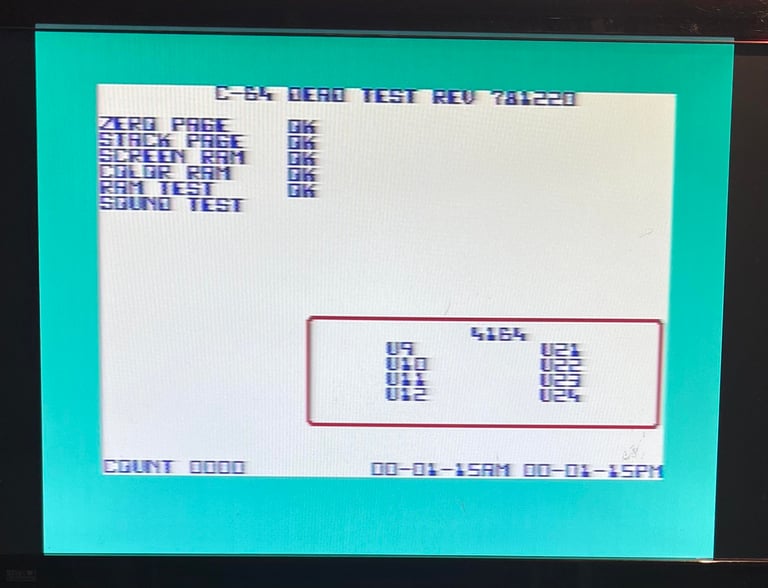 C-64 DEAD TEST REV 781220
ZERO PAGE OK
STACK PAGE OK
SCREEN RAM OK
COLOR RAM OK
RAM TEST OK
SOUND TEST
4164
U9 U21
U10 U22
U11 U23
U12 U24
COUNT 0000 00-01-15AM 00-01-15PM